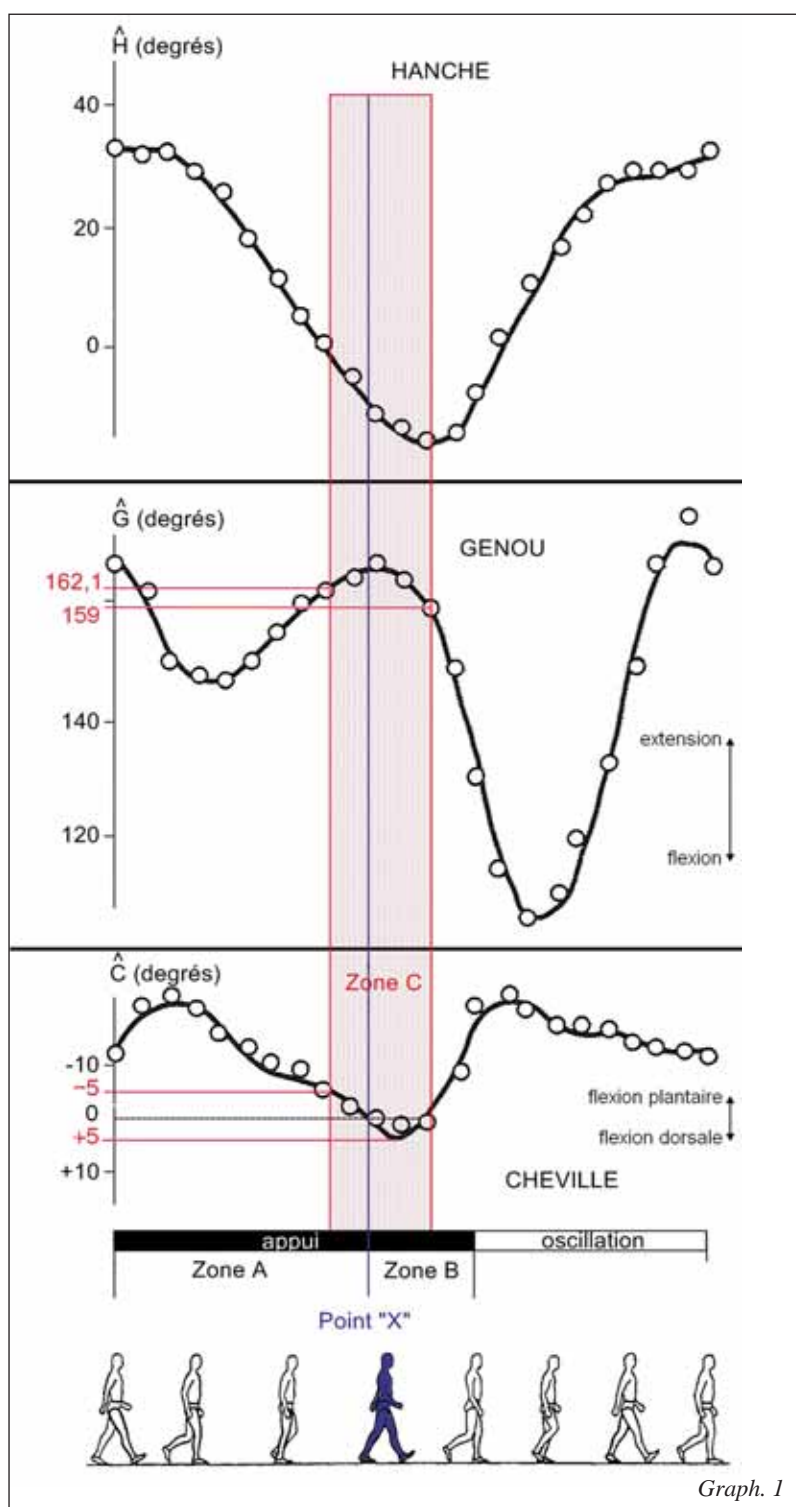 Ĥ (degrés)
HANCHE
40
20
0
Ĝ (degrés)
GENOU
162,1
159
140
extension
120
flexion
Ĉ (degrés)
Zone C
-10
−5
0
flexion plantaire
+5
flexion dorsale
+10
CHEVILLE
appui
oscillation
Zone A
Zone B
Point "X"
Graph. 1